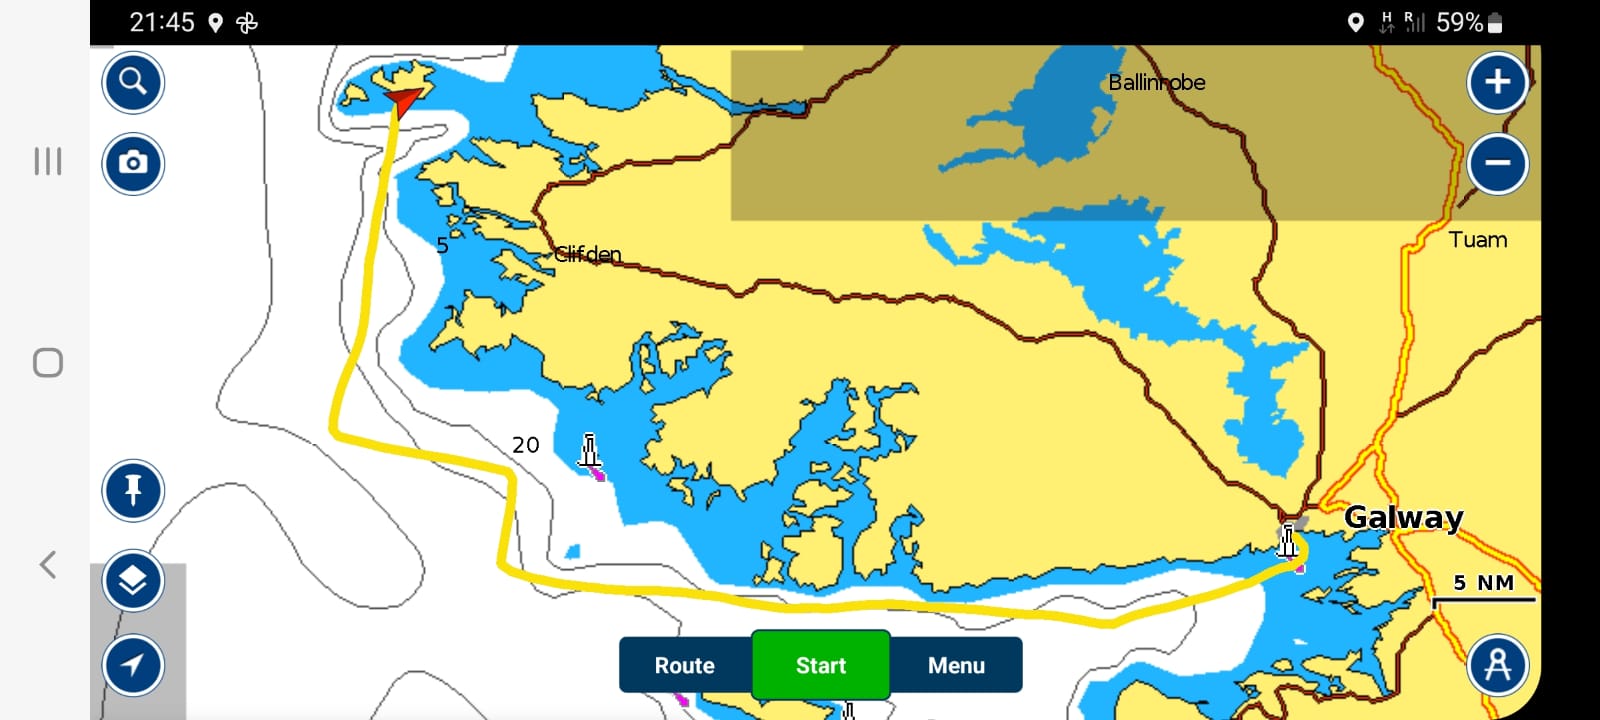 21:45
H R 59%
Ballinrobe
Tuam
5
Clifden
20
Galway
5 NM
Route Start Menu